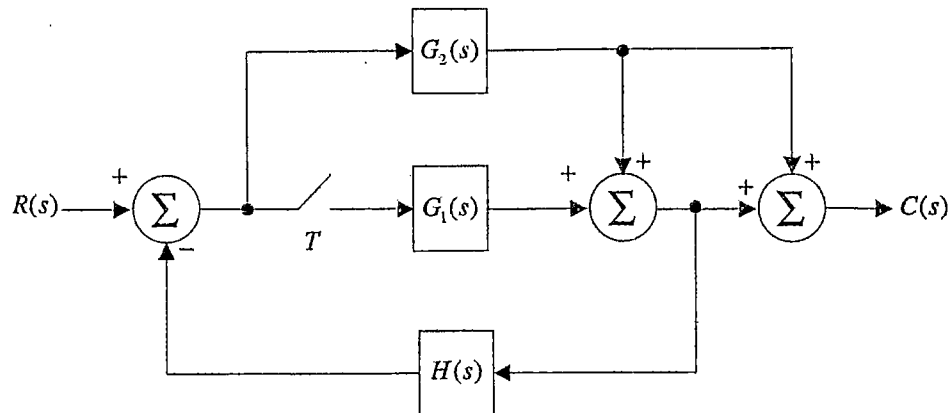 G₂(s)
+ +
+ + +
R(s) Σ G₁(s) Σ Σ C(s)
−
T
H(s)